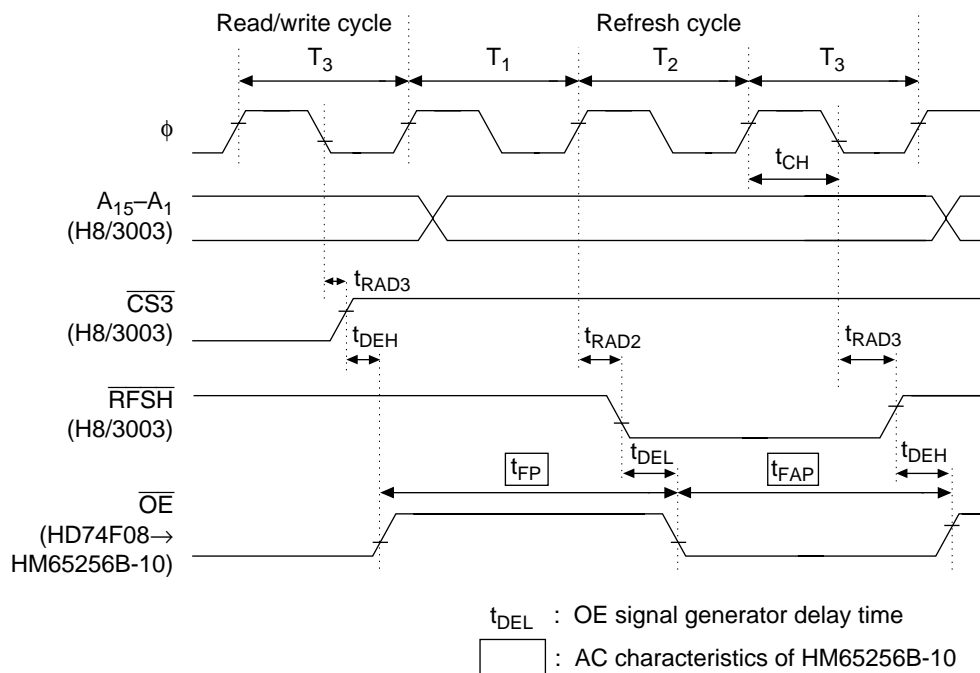 Read/write cycle Refresh cycle
T3 T1 T2 T3
ϕ
tCH
A15–A1
(H8/3003)
tRAD3
CS3
(H8/3003)
tDEH tRAD2 tRAD3
RFSH
(H8/3003)
tDEL tDEH
tFP tFAP
OE
(HD74F08→
HM65256B-10)
tDEL : OE signal generator delay time
: AC characteristics of HM65256B-10